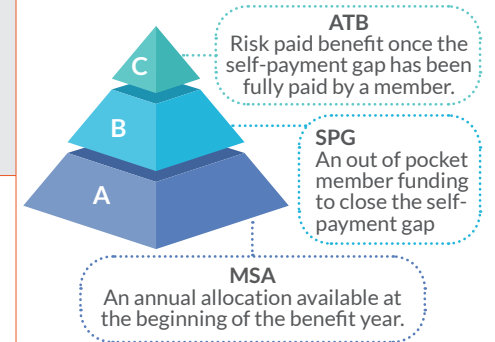 C
ATB
Risk paid benefit once the
self-payment gap has been
fully paid by a member.
B
SPG
An out of pocket
member funding
to close the self-
payment gap
A
MSA
An annual allocation available at
the beginning of the benefit year.